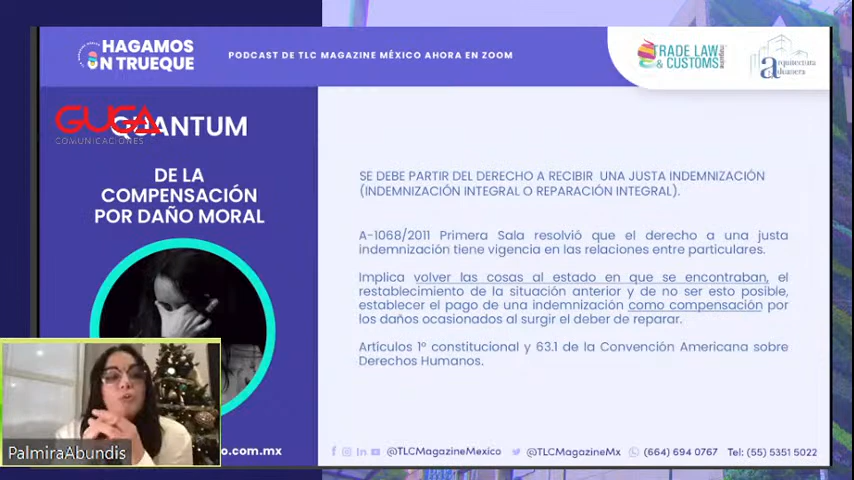 HAGAMOS
UN TRUEQUE
PODCAST DE TLC MAGAZINE MÉXICO AHORA EN ZOOM
TRADE LAW
& CUSTOMS
magazine
arquitectura
aduanera
GUGA
COMUNICACIONES
QUANTUM
DE LA
COMPENSACIÓN
POR DAÑO MORAL
SE DEBE PARTIR DEL DERECHO A RECIBIR UNA JUSTA INDEMNIZACIÓN
(INDEMNIZACIÓN INTEGRAL O REPARACIÓN INTEGRAL).
A-1068/2011 Primera Sala resolvió que el derecho a una justa
indemnización tiene vigencia en las relaciones entre particulares.
Implica volver las cosas al estado en que se encontraban, el
restablecimiento de la situación anterior y de no ser esto posible,
establecer el pago de una indemnización como compensación por
los daños ocasionados al surgir el deber de reparar.
Artículos 1º constitucional y 63.1 de la Convención Americana sobre
Derechos Humanos.
PalmiraAbundis
o.com.mx
@TLCMagazineMexico
@TLCMagazineMx
(664) 694 0767
Tel: (55) 5351 5022